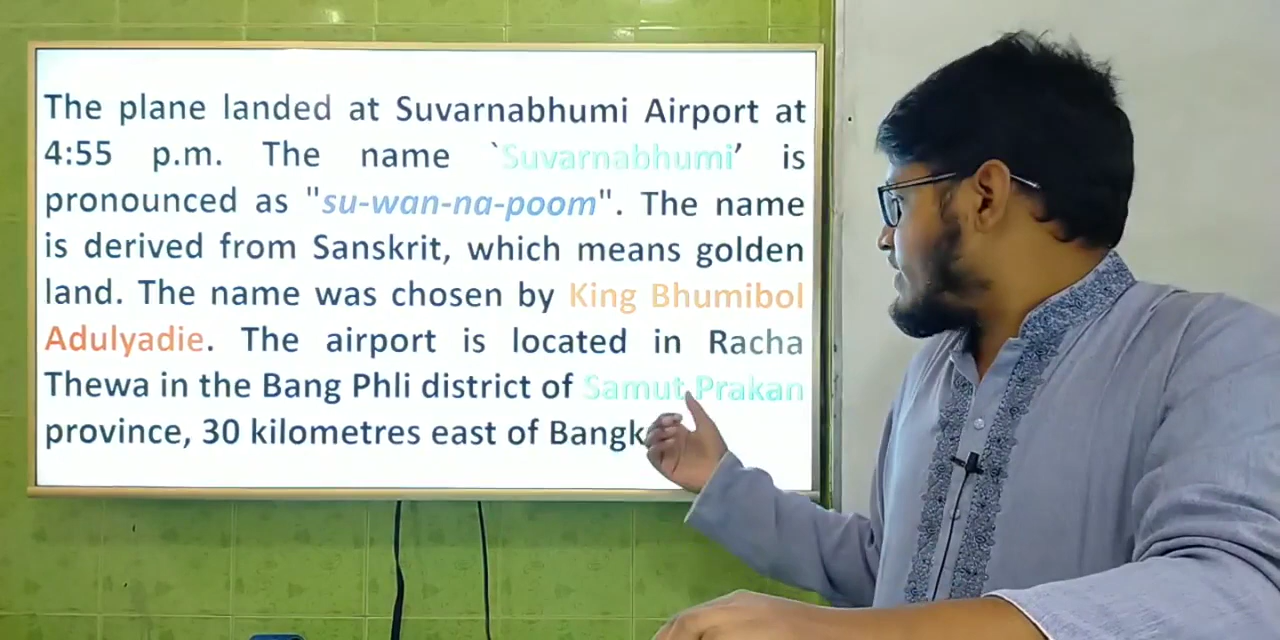 The plane landed at Suvarnabhumi Airport at
4:55 p.m. The name `Suvarnabhumi’ is
pronounced as "su-wan-na-poom". The name
is derived from Sanskrit, which means golden
land. The name was chosen by King Bhumibol
Adulyadie. The airport is located in Racha
Thewa in the Bang Phli district of Samut Prakan
province, 30 kilometres east of